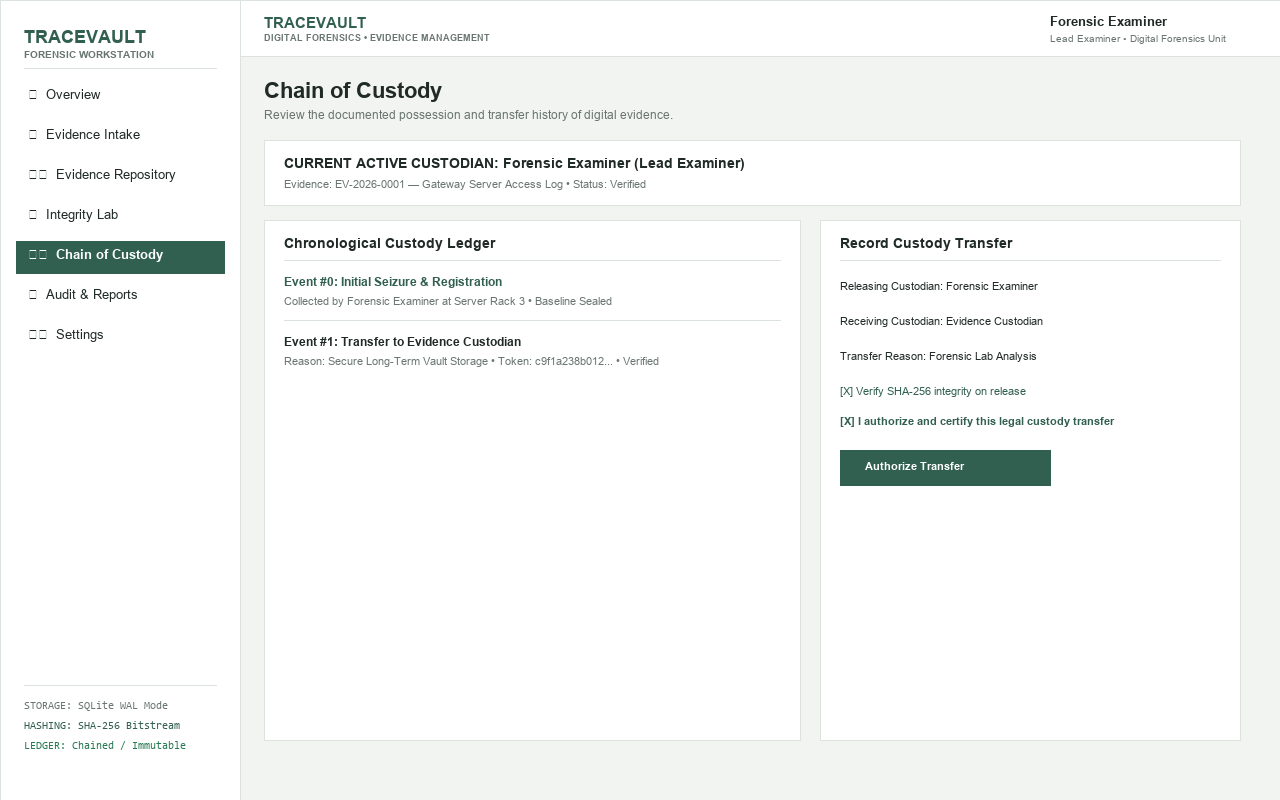 TRACEVAULT
FORENSIC WORKSTATION
Overview
Evidence Intake
Evidence Repository
Integrity Lab
Chain of Custody
Audit & Reports
Settings
STORAGE: SQLite WAL Mode
HASHING: SHA-256 Bitstream
LEDGER: Chained / Immutable
TRACEVAULT
DIGITAL FORENSICS • EVIDENCE MANAGEMENT
Forensic Examiner
Lead Examiner • Digital Forensics Unit
Chain of Custody
Review the documented possession and transfer history of digital evidence.
CURRENT ACTIVE CUSTODIAN: Forensic Examiner (Lead Examiner)
Evidence: EV-2026-0001 — Gateway Server Access Log • Status: Verified
Chronological Custody Ledger
Event #0: Initial Seizure & Registration
Collected by Forensic Examiner at Server Rack 3 • Baseline Sealed
Event #1: Transfer to Evidence Custodian
Reason: Secure Long-Term Vault Storage • Token: c9f1a238b012... • Verified
Record Custody Transfer
Releasing Custodian: Forensic Examiner
Receiving Custodian: Evidence Custodian
Transfer Reason: Forensic Lab Analysis
[X] Verify SHA-256 integrity on release
[X] I authorize and certify this legal custody transfer
Authorize Transfer